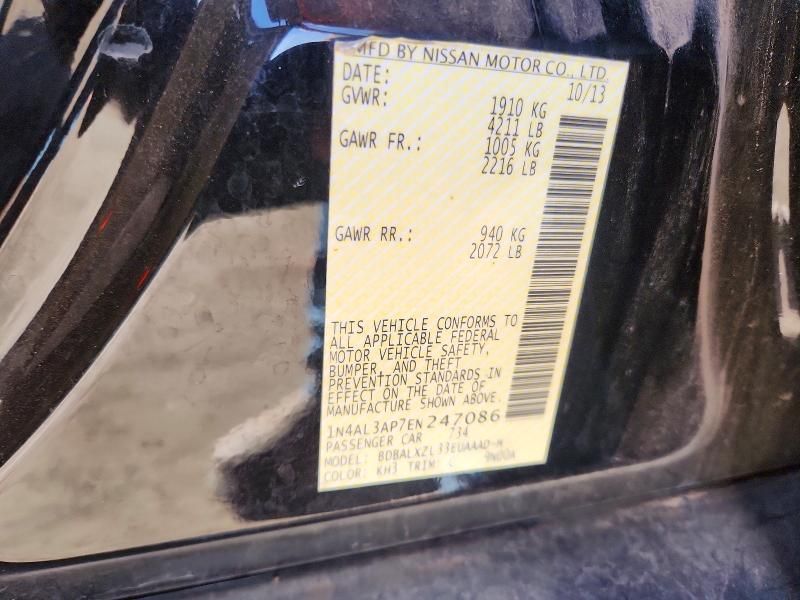 MFD BY NISSAN MOTOR CO., LTD.
DATE: 10/13
GVWR: 1910 KG
4211 LB
GAWR FR.: 1005 KG
2216 LB
GAWR RR.: 940 KG
2072 LB
THIS VEHICLE CONFORMS TO
ALL APPLICABLE FEDERAL
MOTOR VEHICLE SAFETY,
BUMPER, AND THEFT
PREVENTION STANDARDS IN
EFFECT ON THE DATE OF
MANUFACTURE SHOWN ABOVE.
1N4AL3AP7EN247086
PASSENGER CAR 734
MODEL: BDBALXZL33EUAAAD-H
COLOR: KH3 TRIM: 9N00A